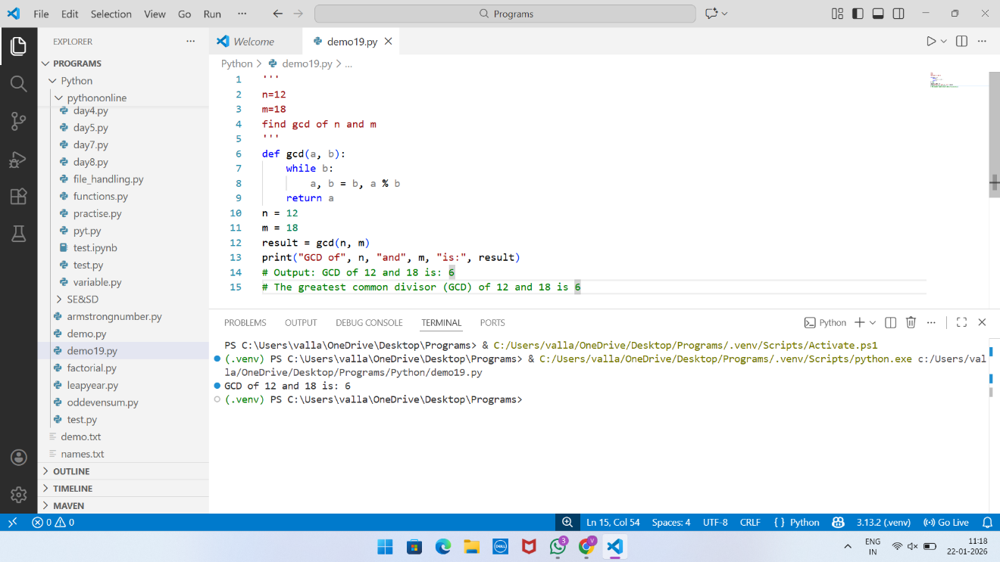 File Edit Selection View Go Run ··· Programs
EXPLORER ···
PROGRAMS
Python
pythononline
day4.py
day5.py
day7.py
day8.py
file_handling.py
functions.py
practise.py
pyt.py
test.ipynb
test.py
variable.py
SE&SD
armstrongnumber.py
demo.py
demo19.py
factorial.py
leapyear.py
oddevensum.py
test.py
demo.txt
names.txt
OUTLINE
TIMELINE
MAVEN
Welcome demo19.py
Python > demo19.py > ...
1 '''
2 n=12
3 m=18
4 find gcd of n and m
5 '''
6 def gcd(a, b):
7 while b:
8 a, b = b, a % b
9 return a
10 n = 12
11 m = 18
12 result = gcd(n, m)
13 print("GCD of", n, "and", m, "is:", result)
14 # Output: GCD of 12 and 18 is: 6
15 # The greatest common divisor (GCD) of 12 and 18 is 6
PROBLEMS OUTPUT DEBUG CONSOLE TERMINAL PORTS Python
PS C:\Users\valla\OneDrive\Desktop\Programs> & C:/Users/valla/OneDrive/Desktop/Programs/.venv/Scripts/Activate.ps1
(.venv) PS C:\Users\valla\OneDrive\Desktop\Programs> & C:/Users/valla/OneDrive/Desktop/Programs/.venv/Scripts/python.exe c:/Users/val
la/OneDrive/Desktop/Programs/Python/demo19.py
GCD of 12 and 18 is: 6
(.venv) PS C:\Users\valla\OneDrive\Desktop\Programs>
0 0 Ln 15, Col 54 Spaces: 4 UTF-8 CRLF { } Python 3.13.2 (.venv) Go Live
DELL 3 V ENG 11:18
IN 22-01-2026